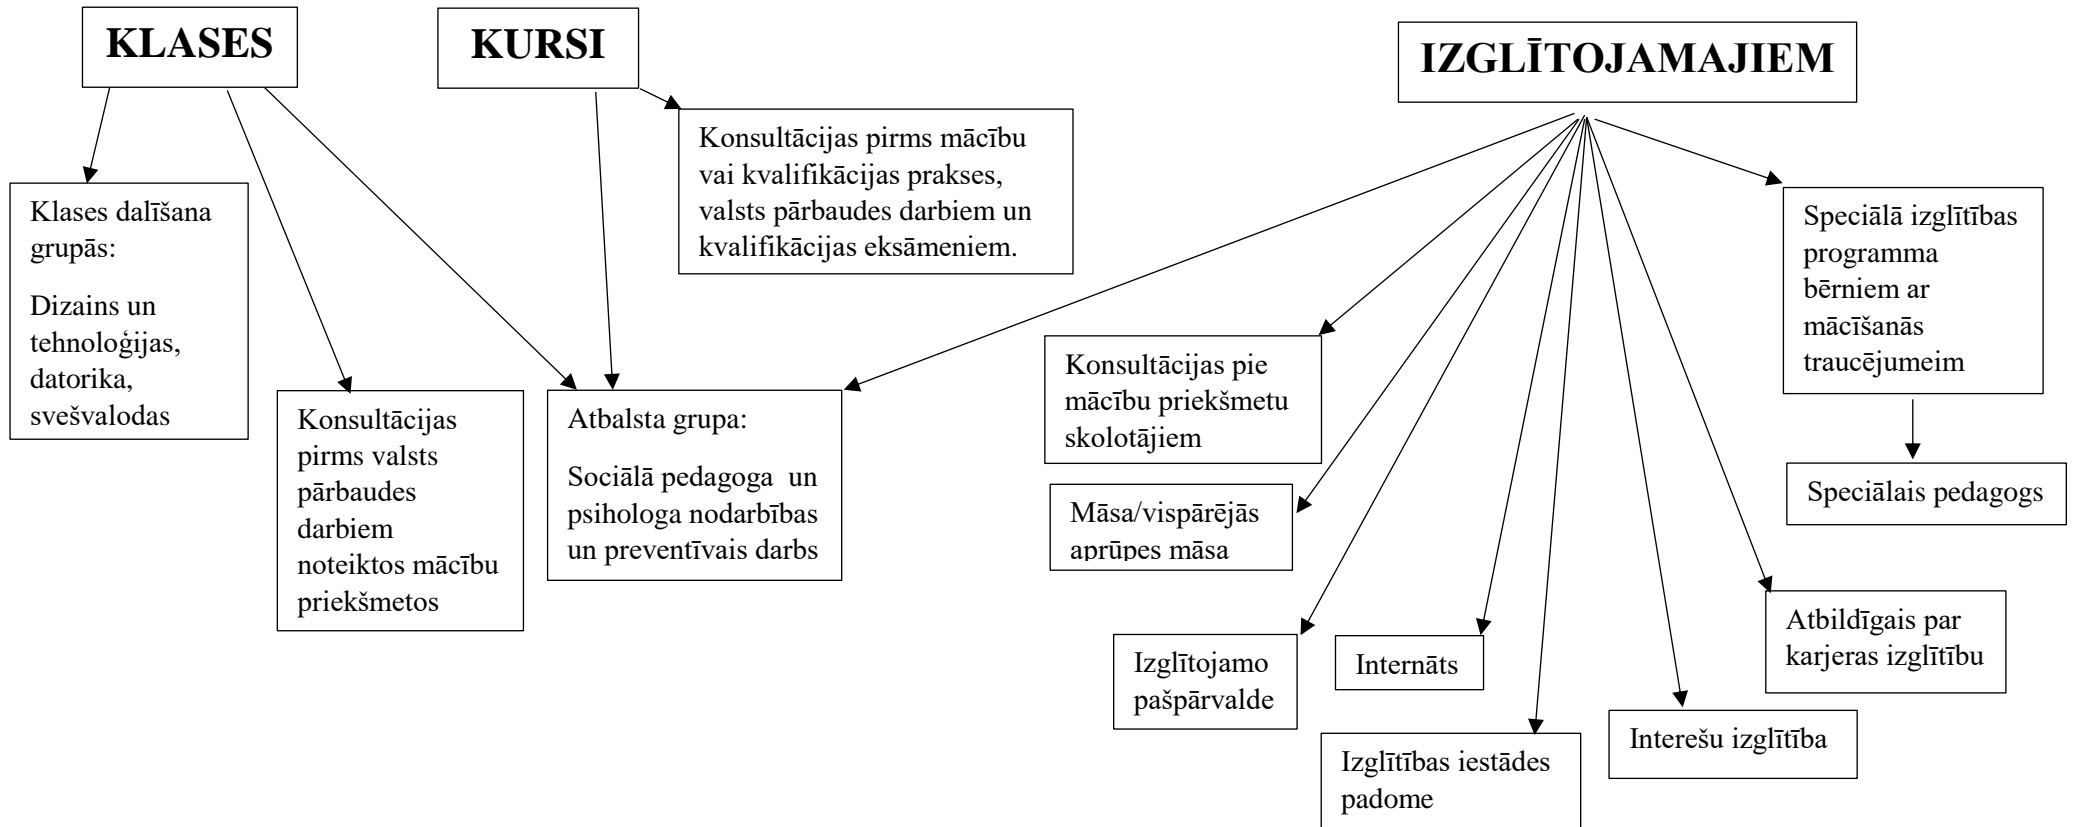 KLASES
KURSI
IZGLĪTOJAMAJIEM
Konsultācijas pirms mācību
vai kvalifikācijas prakses,
valsts pārbaudes darbiem un
kvalifikācijas eksāmeniem.
Klases dalīšana
grupās:
Dizains un
tehnoloģijas,
datorika,
svešvalodas
Konsultācijas
pirms valsts
pārbaudes
darbiem
noteiktos mācību
priekšmetos
Atbalsta grupa:
Sociālā pedagoga  un
psihologa nodarbības
un preventīvais darbs
Konsultācijas pie
mācību priekšmetu
skolotājiem
Māsa/vispārējās
aprūpes māsa
Izglītojamo
pašpārvalde
Internāts
Izglītības iestādes
padome
Interešu izglītība
Atbildīgais par
karjeras izglītību
Speciālā izglītības
programma
bērniem ar
mācīšanās
traucējumeim
Speciālais pedagogs